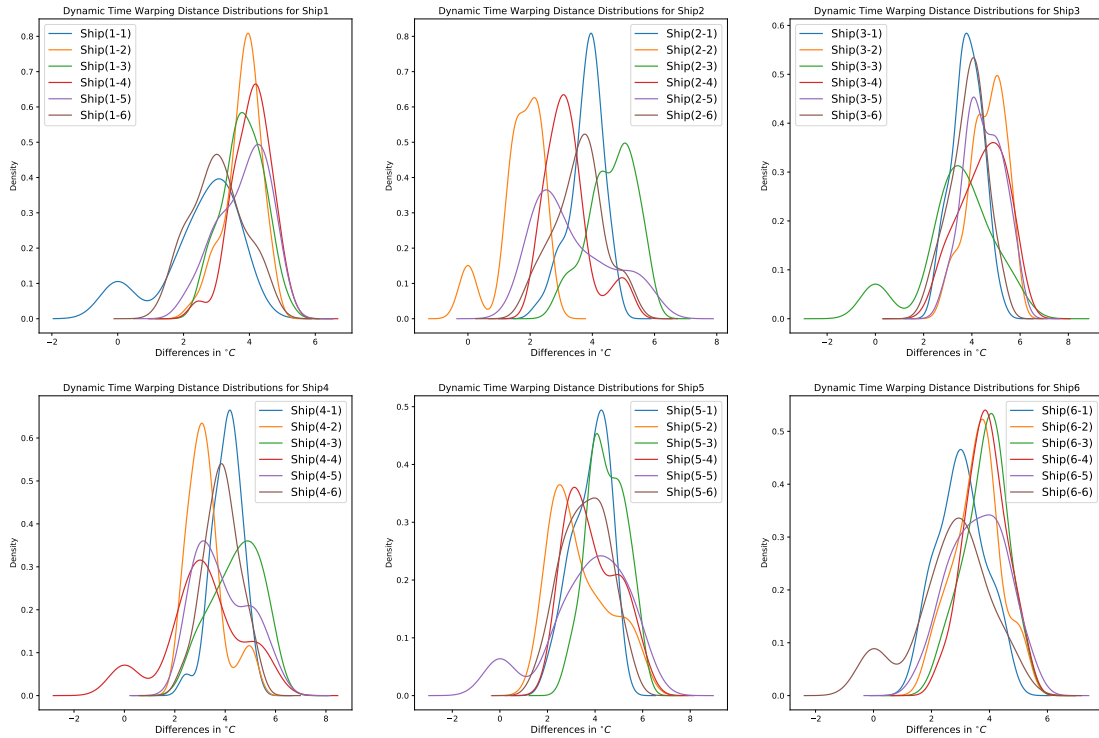 Dynamic Time Warping Distance Distributions for Ship1
Density
0.8
0.7
0.6
0.5
0.4
0.3
0.2
0.1
0.0
Ship(1-1)
Ship(1-2)
Ship(1-3)
Ship(1-4)
Ship(1-5)
Ship(1-6)
−2 0 2 4 6
Differences in °C
Dynamic Time Warping Distance Distributions for Ship2
Density
0.8
0.7
0.6
0.5
0.4
0.3
0.2
0.1
0.0
Ship(2-1)
Ship(2-2)
Ship(2-3)
Ship(2-4)
Ship(2-5)
Ship(2-6)
0 2 4 6 8
Differences in °C
Dynamic Time Warping Distance Distributions for Ship3
Density
0.6
0.5
0.4
0.3
0.2
0.1
0.0
Ship(3-1)
Ship(3-2)
Ship(3-3)
Ship(3-4)
Ship(3-5)
Ship(3-6)
−2 0 2 4 6 8
Differences in °C
Dynamic Time Warping Distance Distributions for Ship4
Density
0.6
0.5
0.4
0.3
0.2
0.1
0.0
Ship(4-1)
Ship(4-2)
Ship(4-3)
Ship(4-4)
Ship(4-5)
Ship(4-6)
−2 0 2 4 6 8
Differences in °C
Dynamic Time Warping Distance Distributions for Ship5
Density
0.5
0.4
0.3
0.2
0.1
0.0
Ship(5-1)
Ship(5-2)
Ship(5-3)
Ship(5-4)
Ship(5-5)
Ship(5-6)
−2 0 2 4 6 8
Differences in °C
Dynamic Time Warping Distance Distributions for Ship6
Density
0.5
0.4
0.3
0.2
0.1
0.0
Ship(6-1)
Ship(6-2)
Ship(6-3)
Ship(6-4)
Ship(6-5)
Ship(6-6)
−2 0 2 4 6
Differences in °C